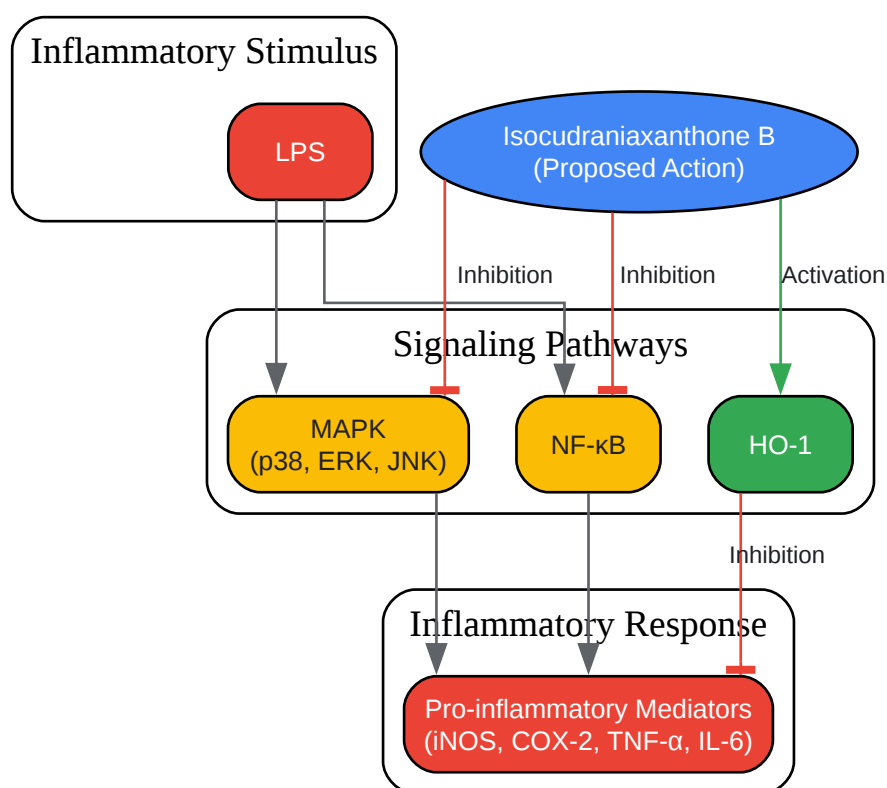 Inflammatory Stimulus
LPS
Isocudraniaxanthone B
(Proposed Action)
Inhibition
Inhibition
Activation
Signaling Pathways
MAPK
(p38, ERK, JNK)
NF-κB
HO-1
Inhibition
Inflammatory Response
Pro-inflammatory Mediators
(iNOS, COX-2, TNF-α, IL-6)